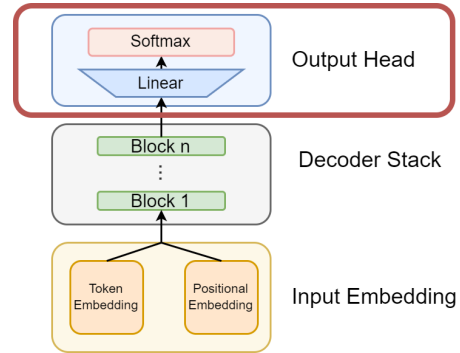 Softmax
Output Head
Linear
Block n
Decoder Stack
Block 1
Token
Embedding
Positional
Embedding
Input Embedding